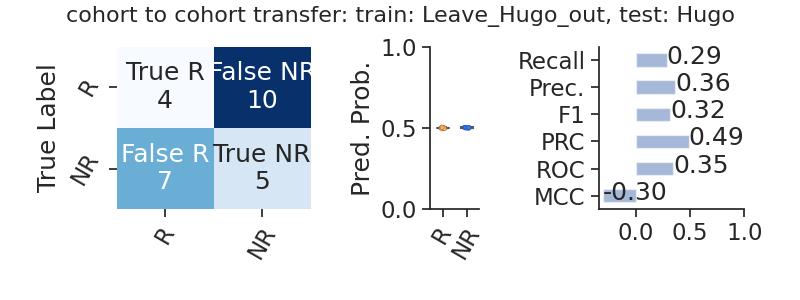 cohort to cohort transfer: train: Leave_Hugo_out, test: Hugo
True Label
R
NR
True R
4
False NR
10
False R
7
True NR
5
R
NR
Pred. Prob.
1.0
0.5
0.0
R
NR
Recall
0.29
Prec.
0.36
F1
0.32
PRC
0.49
ROC
0.35
MCC
-0.30
0.0
0.5
1.0